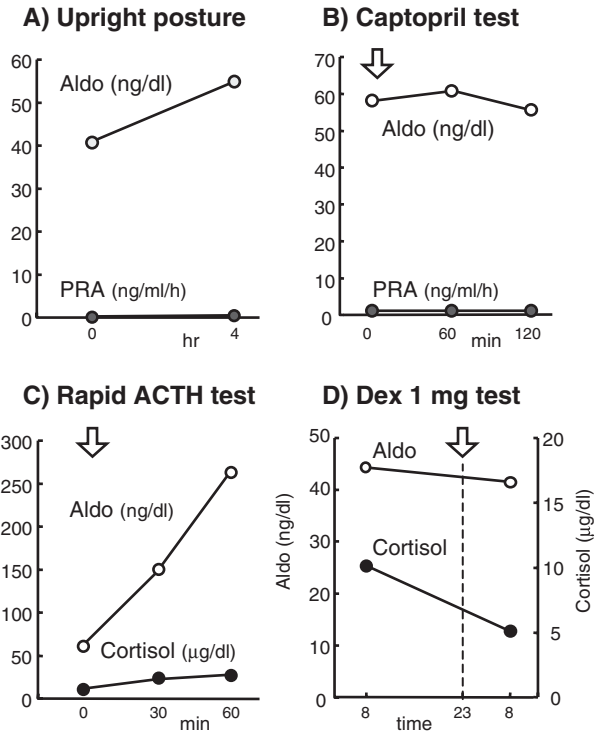 A) Upright posture
60
50
40
30
20
10
0
Aldo (ng/dl)
PRA (ng/ml/h)
0
hr
4
B) Captopril test
70
60
50
40
30
20
10
0
Aldo (ng/dl)
PRA (ng/ml/h)
0
60
min
120
C) Rapid ACTH test
300
250
200
150
100
50
0
Aldo (ng/dl)
Cortisol (μg/dl)
0
30
min
60
D) Dex 1 mg test
50
40
30
20
10
0
Aldo (ng/dl)
Aldo
Cortisol
20
15
10
5
0
Cortisol (μg/dl)
8
time
23
8